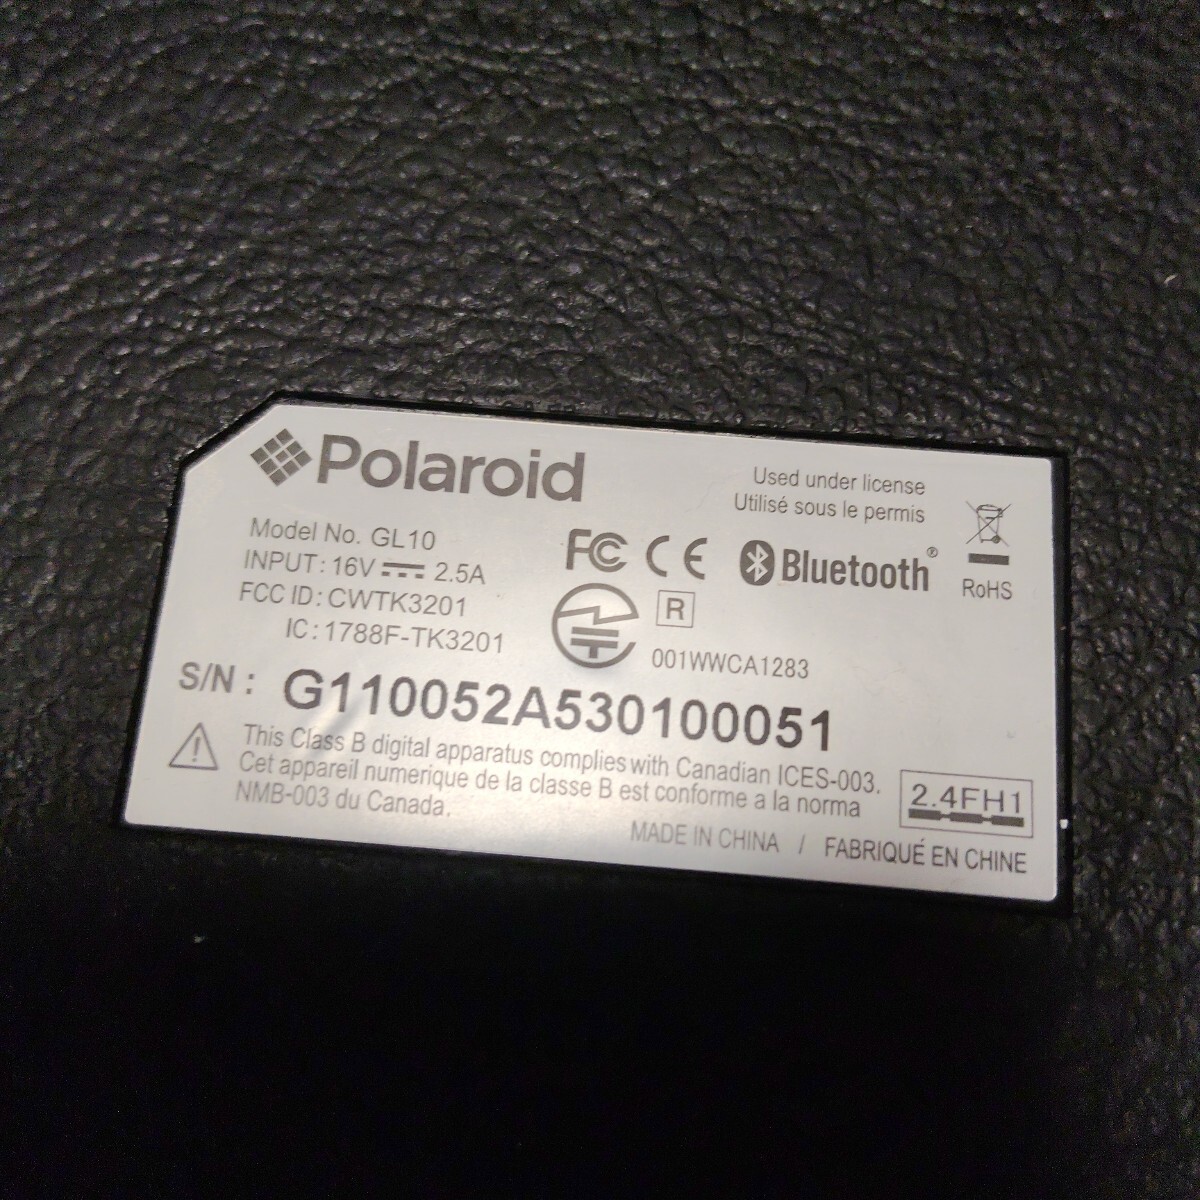 Polaroid
Used under license
Utilisé sous le permis
Model No. GL10
INPUT: 16V 2.5A
FCC ID: CWTK3201
IC: 1788F-TK3201
FC CE Bluetooth®
RoHS
R
001WWCA1283
S/N: G110052A530100051
This Class B digital apparatus complies with Canadian ICES-003.
Cet appareil numerique de la classe B est conforme a la norma
NMB-003 du Canada.
2.4FH1
MADE IN CHINA / FABRIQUÉ EN CHINE